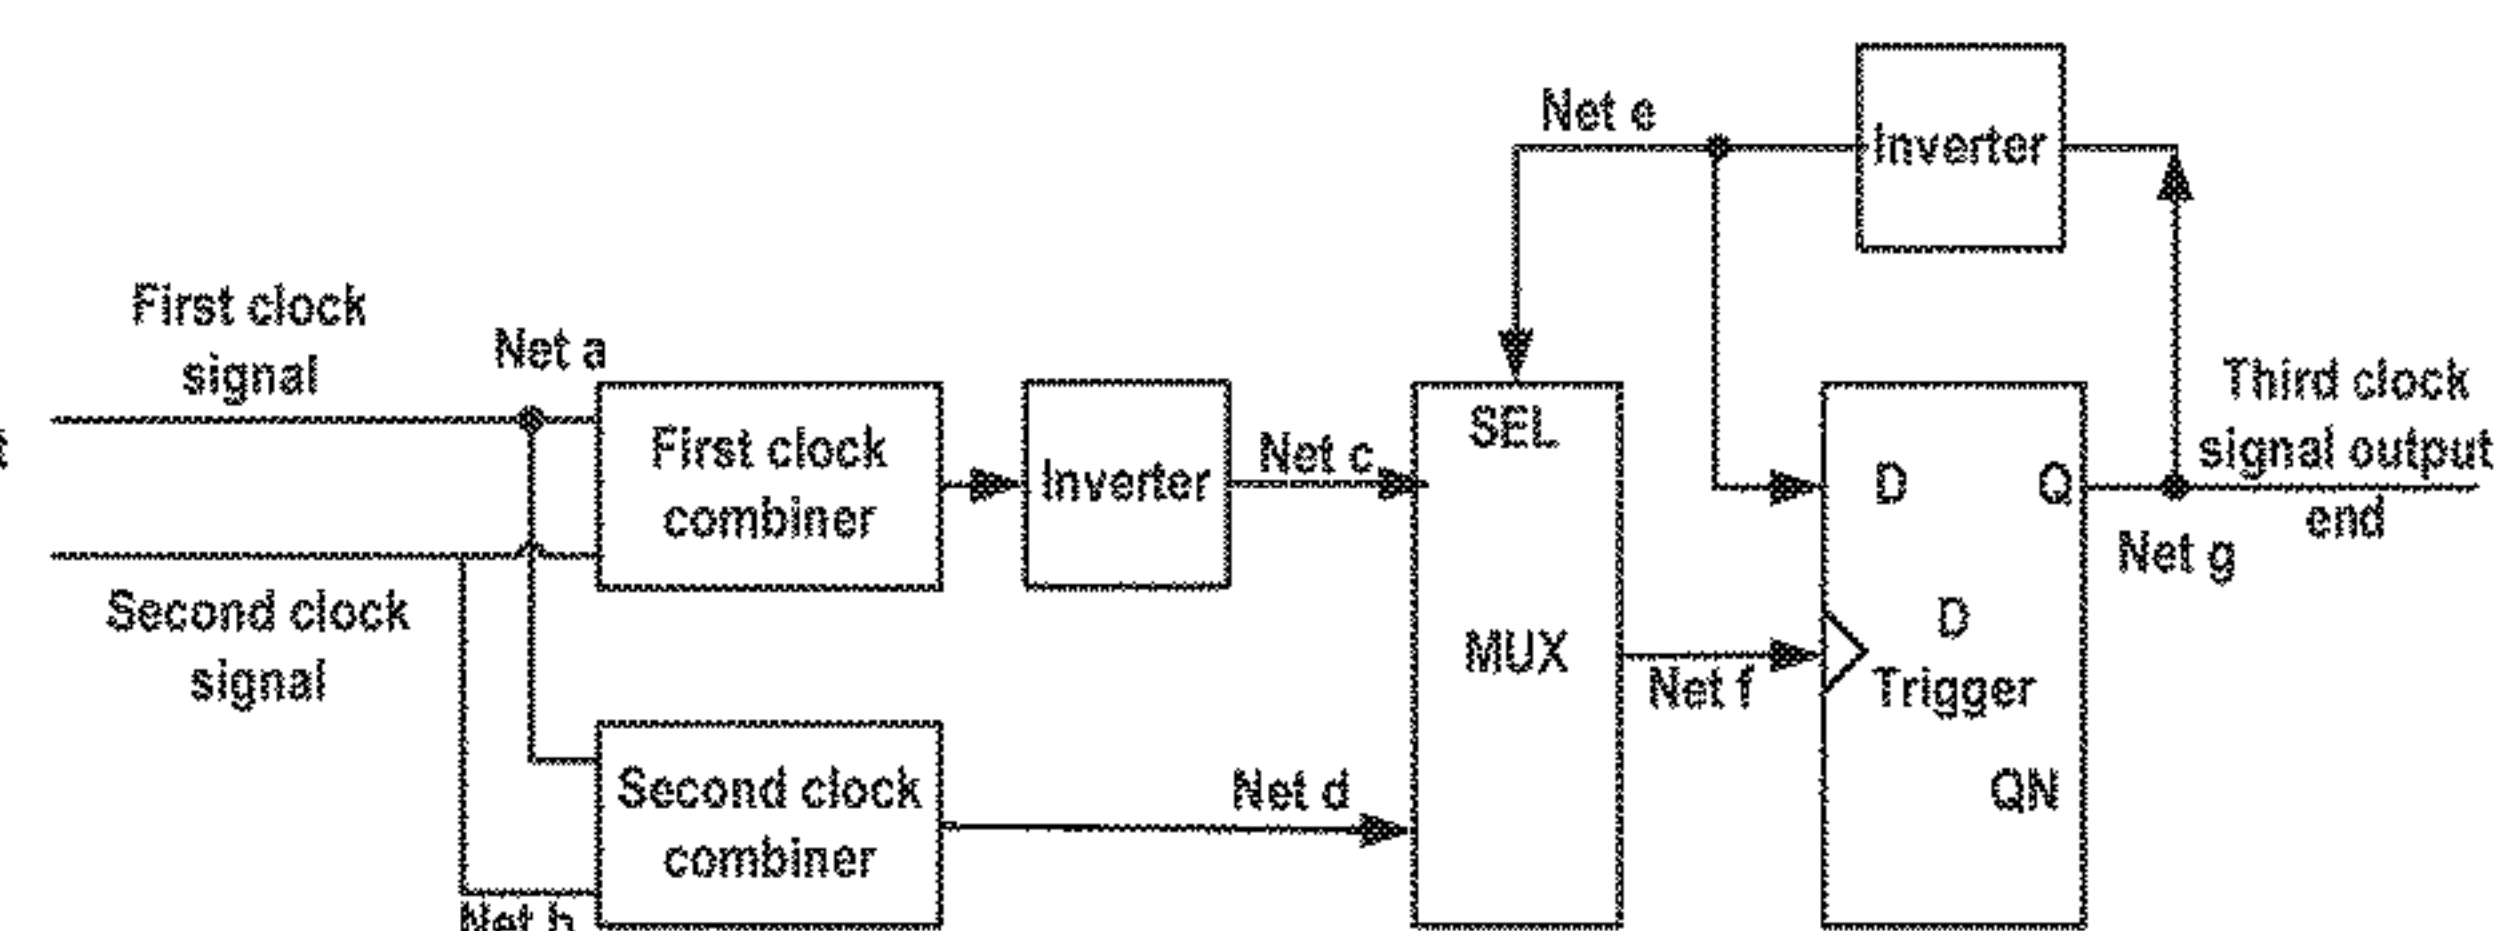 Net e
Inverter
First clock
signal
Net a
First clock
combiner
Inverter
Net c
SEL
MUX
D
Q
Third clock
signal output
end
Net g
Second clock
signal
Net f
D
Trigger
QN
Second clock
combiner
Net d
Net b